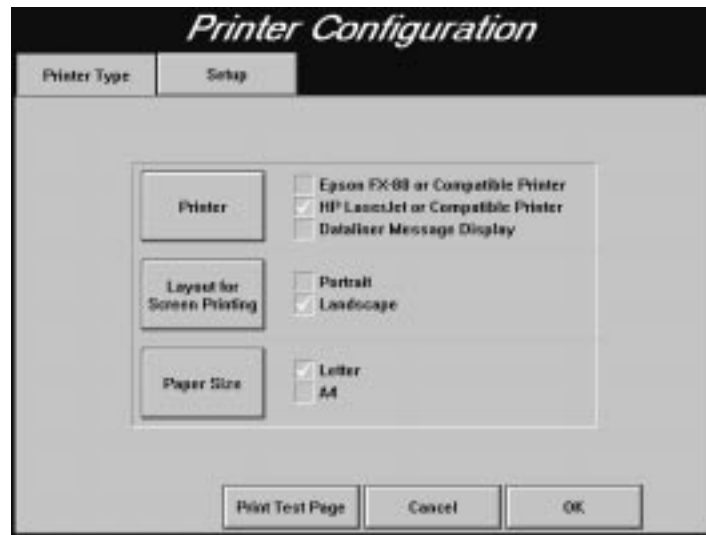 Printer Configuration
Printer Type
Setup
Printer
Epson FX-80 or Compatible Printer
HP LaserJet or Compatible Printer
Dataliner Message Display
Layout for
Screen Printing
Portrait
Landscape
Paper Size
Letter
A4
Print Test Page
Cancel
OK